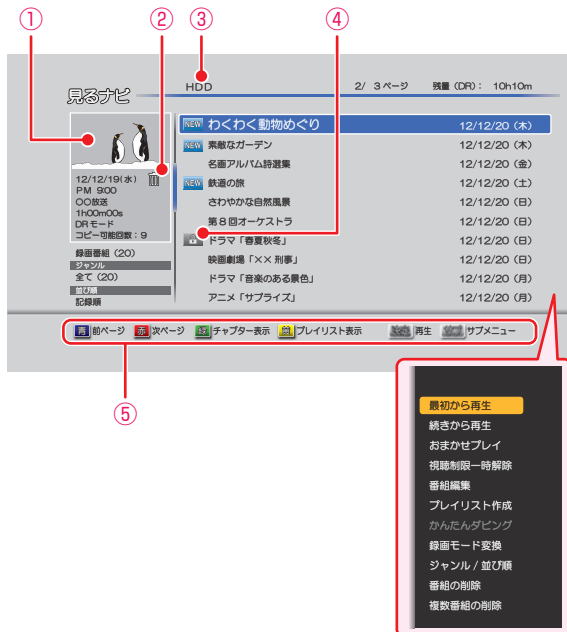 ① ② ③ ④
見るナビ
HDD 2/ 3 ページ 残量 (DR) : 10h10m
NEW わくわく動物めぐり 12/12/20 (木)
NEW 素敵なガーデン 12/12/20 (木)
名画アルバム詩選集 12/12/20 (金)
NEW 鉄道の旅 12/12/20 (土)
さわやかな自然風景 12/12/20 (日)
第8回オーケストラ 12/12/20 (日)
ドラマ「春夏秋冬」 12/12/20 (日)
映画劇場「×× 刑事」 12/12/20 (日)
ドラマ「音楽のある景色」 12/12/20 (月)
アニメ「サプライズ」 12/12/20 (月)
12/12/19(水)
PM 9:00
〇〇放送
1h00m00s
DRモード
コピー可能回数：9
録画番組 (20)
ジャンル
全て (20)
並び順
記録順
青 前ページ 赤 次ページ 緑 チャプター表示 黄 プレイリスト表示 再生 サブメニュー
⑤
最初から再生
続きから再生
おまかせプレイ
視聴制限一時解除
番組編集
プレイリスト作成
かんたんダビング
録画モード変換
ジャンル / 並び順
番組の削除
複数番組の削除